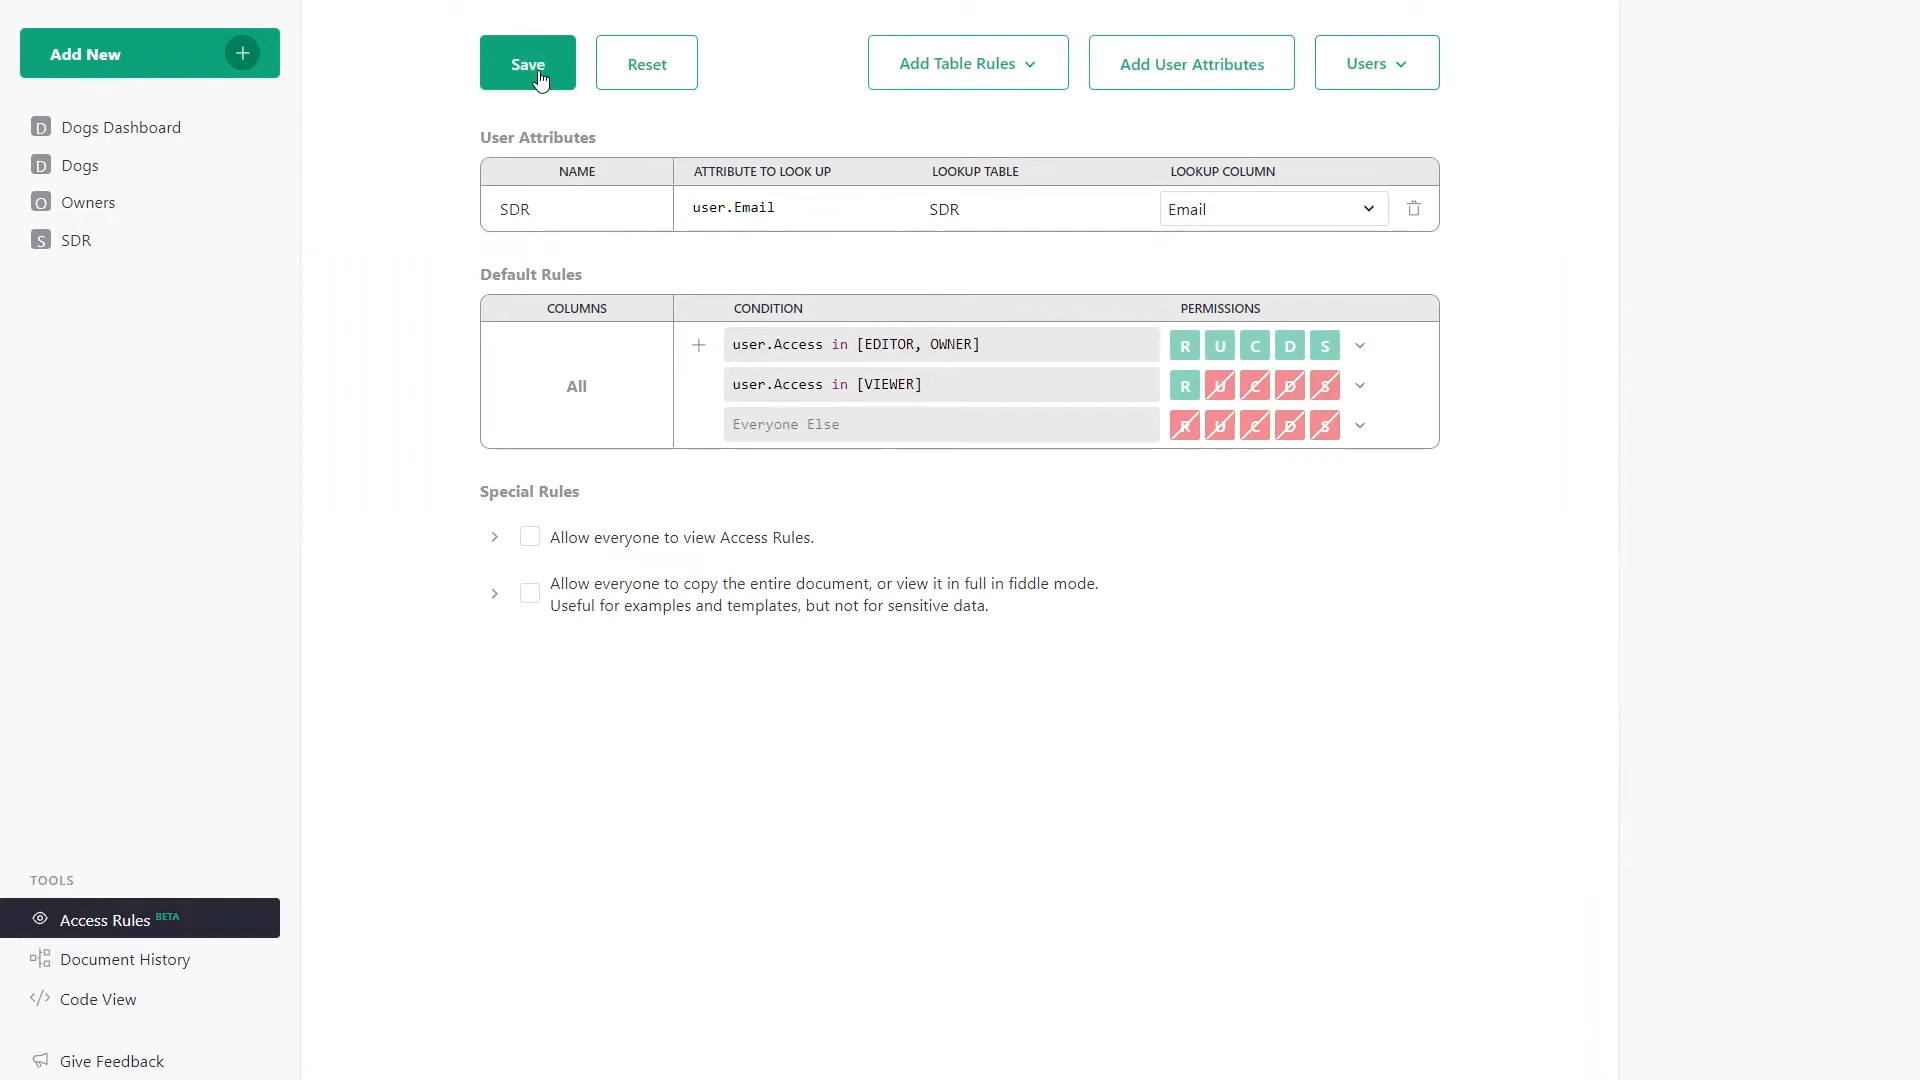 Add New
Dogs Dashboard
Dogs
Owners
SDR
TOOLS
Access Rules BETA
Document History
Code View
Give Feedback
Save
Reset
Add Table Rules
Add User Attributes
Users
User Attributes
NAME ATTRIBUTE TO LOOK UP LOOKUP TABLE LOOKUP COLUMN
SDR user.Email SDR Email
Default Rules
COLUMNS CONDITION PERMISSIONS
All
user.Access in [EDITOR, OWNER] R U C D S
user.Access in [VIEWER] R U C D S
Everyone Else R U C D S
Special Rules
Allow everyone to view Access Rules.
Allow everyone to copy the entire document, or view it in full in fiddle mode.
Useful for examples and templates, but not for sensitive data.